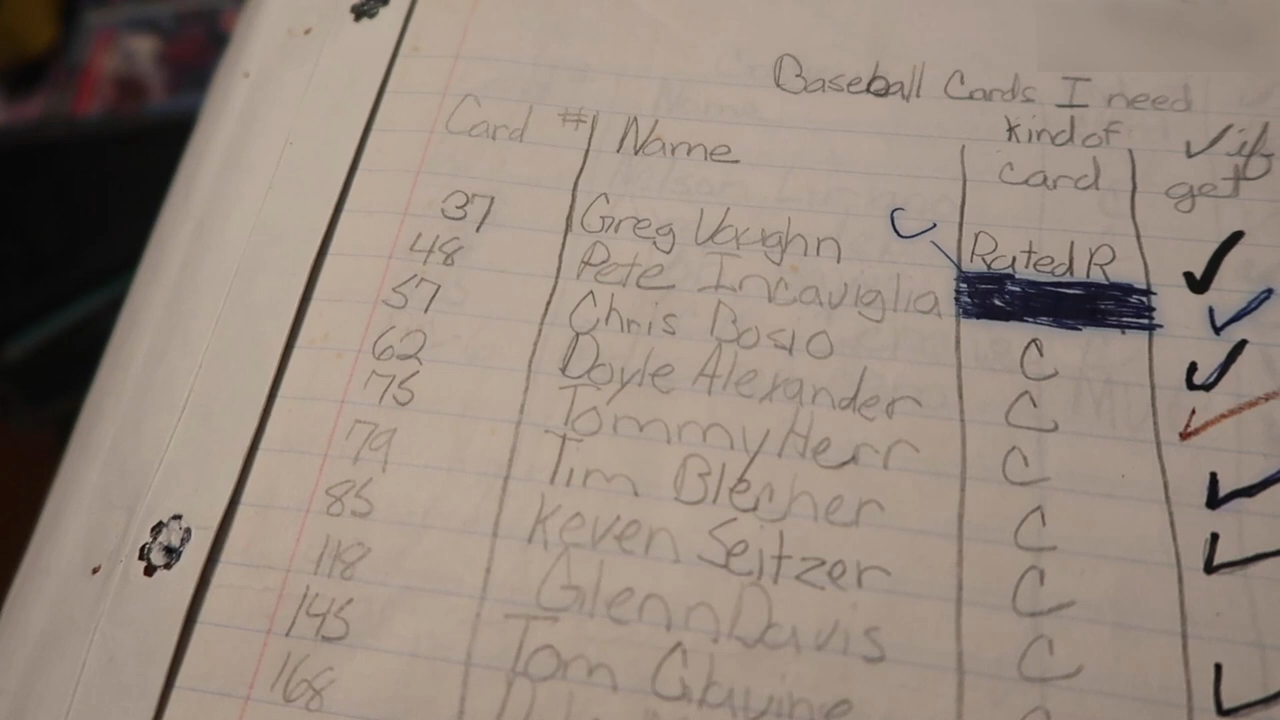 Baseball Cards I need
Card # Name kind of card ✓ if get
37 Greg Vaughn Rated R ✓
48 Pete Incaviglia C ✓
57 Chris Bosio C ✓
62 Doyle Alexander C ✓
75 Tommy Herr C ✓
79 Tim Blecher C ✓
85 Keven Seitzer C
118 Glenn Davis C ✓
145 Tom Glavine
168